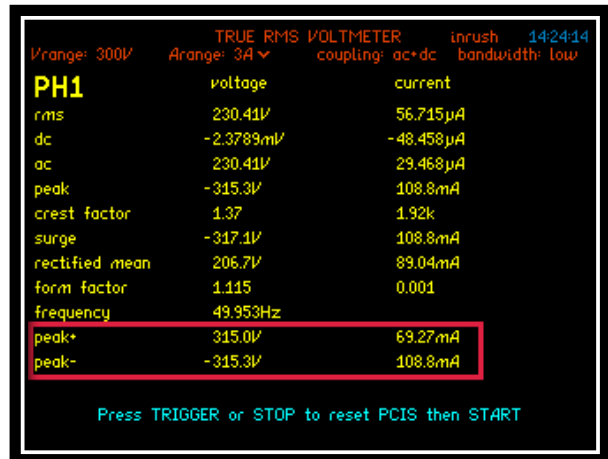 TRUE RMS VOLTMETER inrush 14:24:14
Vrange: 300V Arange: 3A coupling: ac+dc bandwidth: low
PH1 voltage current
rms 230.41V 56.715µA
dc -2.3789mV -48.458µA
ac 230.41V 29.468µA
peak -315.3V 108.8mA
crest factor 1.37 1.92k
surge -317.1V 108.8mA
rectified mean 206.7V 89.04mA
form factor 1.115 0.001
frequency 49.953Hz
peak+ 315.0V 69.27mA
peak- -315.3V 108.8mA
Press TRIGGER or STOP to reset PCIS then START